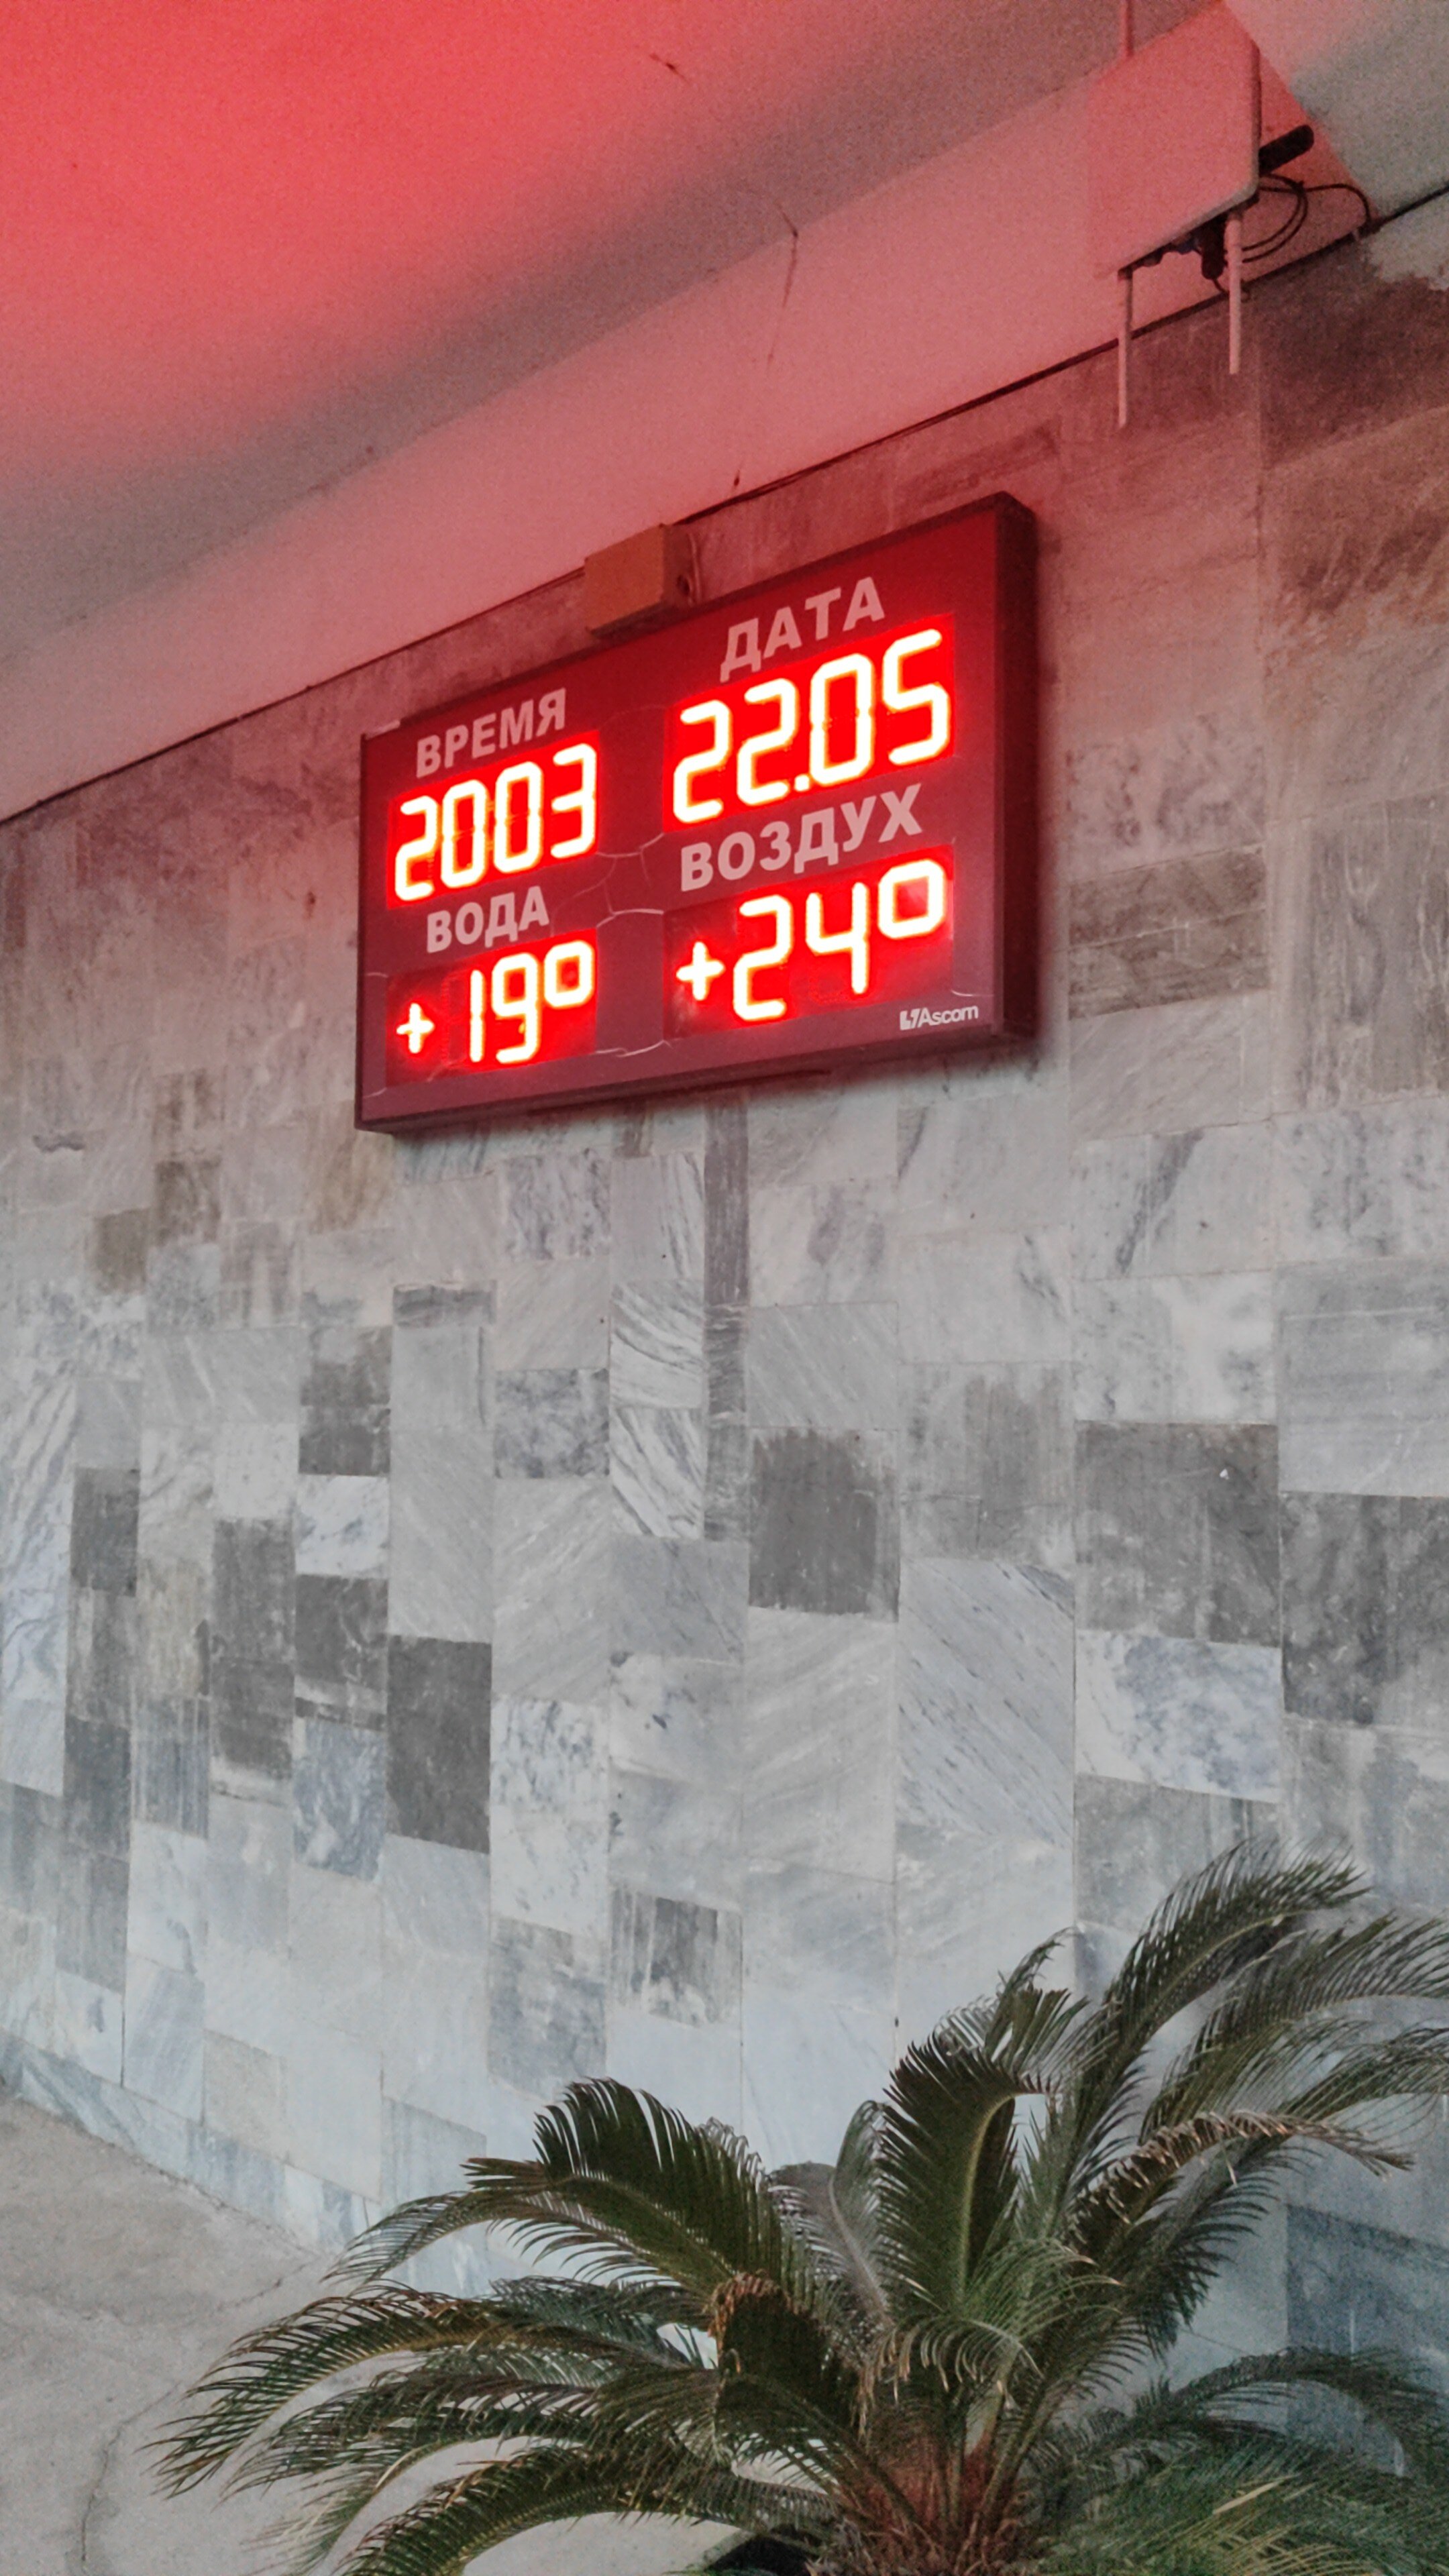 ВРЕМЯ
2003
ДАТА
22.05
ВОДА
+19°
ВОЗДУХ
+24°
Ascom